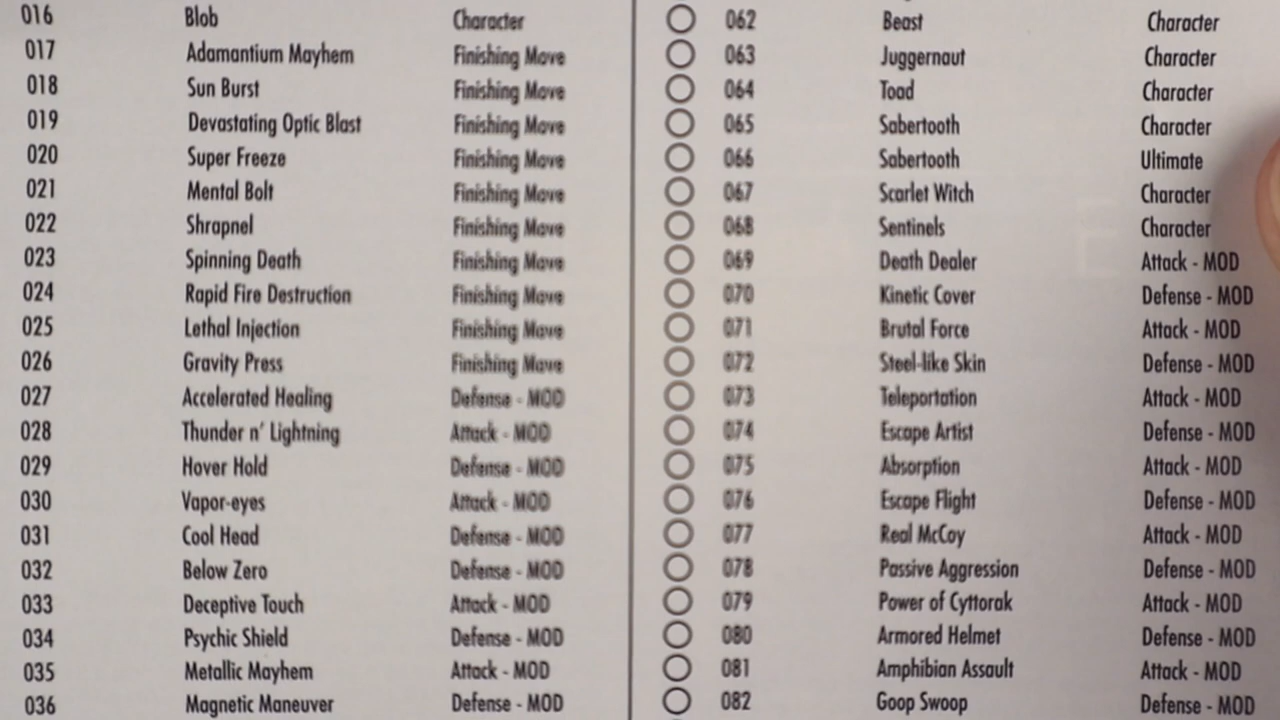 016 Blob Character
017 Adamantium Mayhem Finishing Move
018 Sun Burst Finishing Move
019 Devastating Optic Blast Finishing Move
020 Super Freeze Finishing Move
021 Mental Bolt Finishing Move
022 Shrapnel Finishing Move
023 Spinning Death Finishing Move
024 Rapid Fire Destruction Finishing Move
025 Lethal Injection Finishing Move
026 Gravity Press Finishing Move
027 Accelerated Healing Defense - MOD
028 Thunder n' Lightning Attack - MOD
029 Hover Hold Defense - MOD
030 Vapor-eyes Attack - MOD
031 Cool Head Defense - MOD
032 Below Zero Defense - MOD
033 Deceptive Touch Attack - MOD
034 Psychic Shield Defense - MOD
035 Metallic Mayhem Attack - MOD
036 Magnetic Maneuver Defense - MOD
062 Beast Character
063 Juggernaut Character
064 Toad Character
065 Sabertooth Character
066 Sabertooth Ultimate
067 Scarlet Witch Character
068 Sentinels Character
069 Death Dealer Attack - MOD
070 Kinetic Cover Defense - MOD
071 Brutal Force Attack - MOD
072 Steel-like Skin Defense - MOD
073 Teleportation Attack - MOD
074 Escape Artist Defense - MOD
075 Absorption Attack - MOD
076 Escape Flight Defense - MOD
077 Real McCoy Attack - MOD
078 Passive Aggression Defense - MOD
079 Power of Cyttorak Attack - MOD
080 Armored Helmet Defense - MOD
081 Amphibian Assault Attack - MOD
082 Goop Swoop Defense - MOD